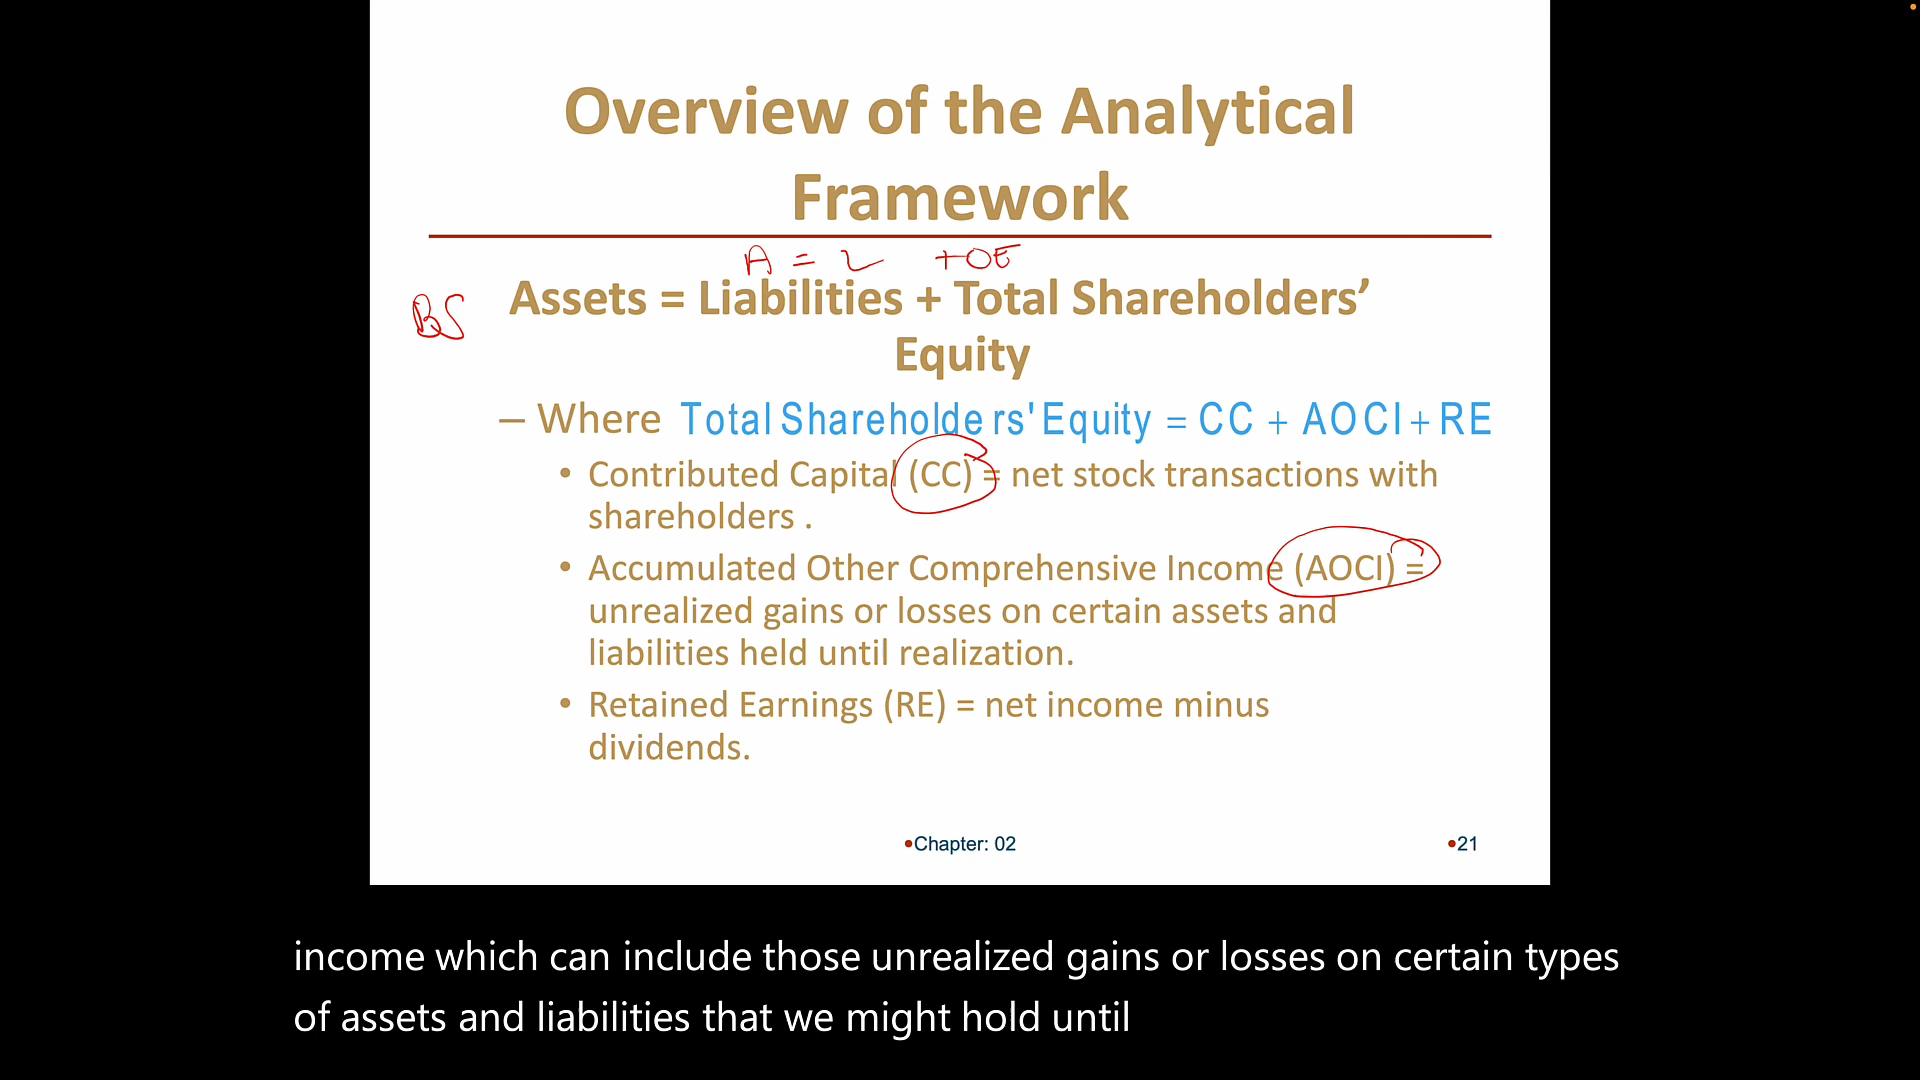 Overview of the Analytical
Framework
A = L + OE
BS
Assets = Liabilities + Total Shareholders’
Equity
– Where Total Shareholders' Equity = CC + AOCI + RE
• Contributed Capital (CC) = net stock transactions with
shareholders .
• Accumulated Other Comprehensive Income (AOCI) =
unrealized gains or losses on certain assets and
liabilities held until realization.
• Retained Earnings (RE) = net income minus
dividends.
•Chapter: 02
•21
income which can include those unrealized gains or losses on certain types
of assets and liabilities that we might hold until